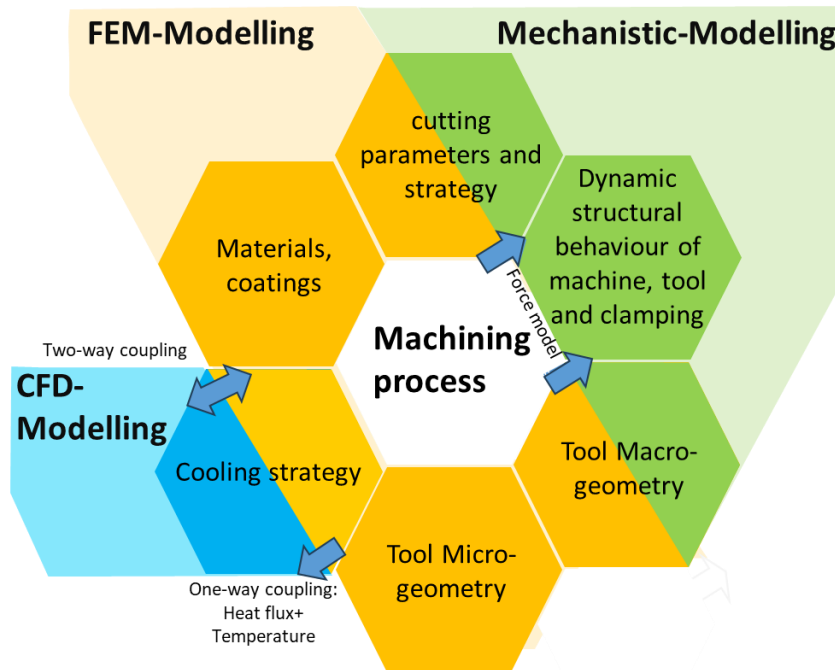 FEM-Modelling
Mechanistic-Modelling
cutting
parameters and
strategy
Dynamic
structural
behaviour of
machine, tool
and clamping
Materials,
coatings
Force model
Machining
process
Two-way coupling
CFD-
Modelling
Cooling strategy
Tool Macro-
geometry
Tool Micro-
geometry
One-way coupling:
Heat flux+
Temperature